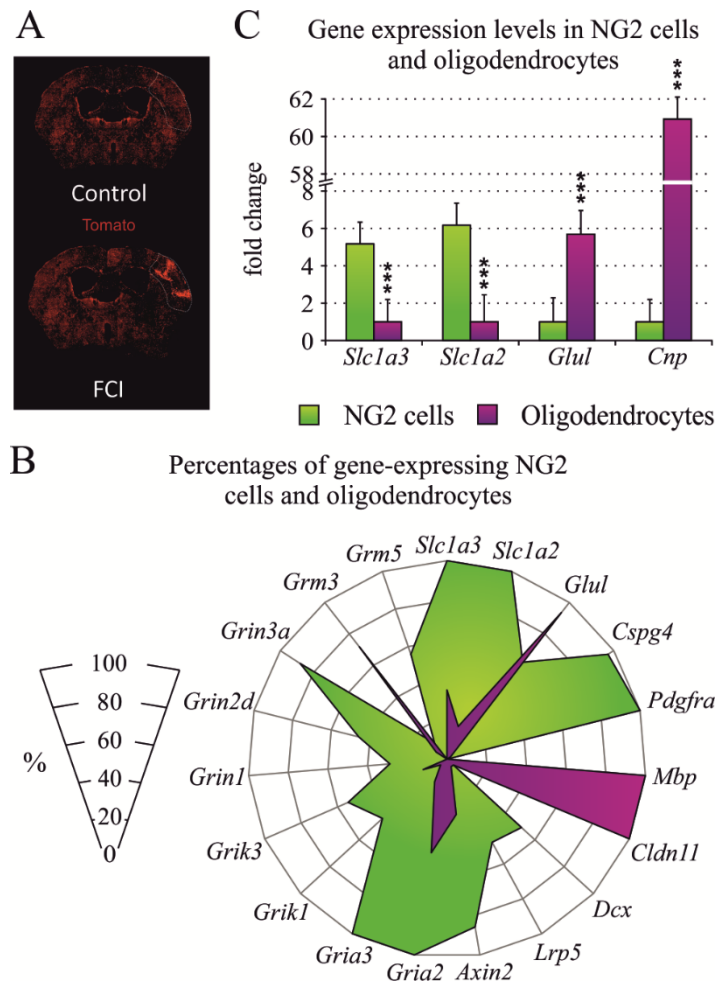 A
Control
Tomato
FCI
C
Gene expression levels in NG2 cells
and oligodendrocytes
fold change
62
60
58
8
6
4
2
0
***
***
***
***
Slc1a3
Slc1a2
Glul
Cnp
NG2 cells
Oligodendrocytes
B
Percentages of gene-expressing NG2
cells and oligodendrocytes
%
100
80
60
40
20
0
Slc1a3
Slc1a2
Glul
Cspg4
Pdgfra
Mbp
Cldn11
Dcx
Lrp5
Axin2
Gria2
Gria3
Grik1
Grik3
Grin1
Grin2d
Grin3a
Grm3
Grm5